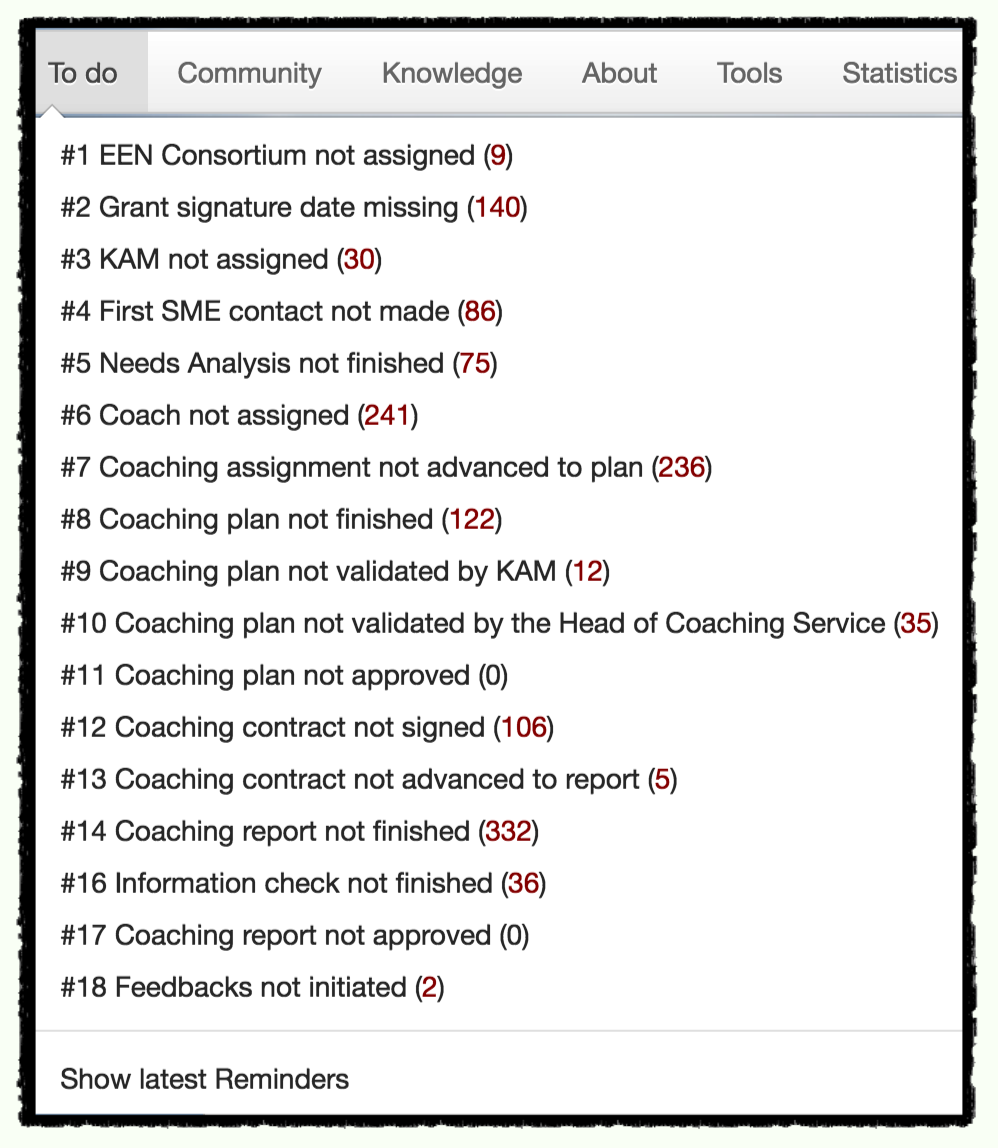 To do Community Knowledge About Tools Statistics
#1 EEN Consortium not assigned (9)
#2 Grant signature date missing (140)
#3 KAM not assigned (30)
#4 First SME contact not made (86)
#5 Needs Analysis not finished (75)
#6 Coach not assigned (241)
#7 Coaching assignment not advanced to plan (236)
#8 Coaching plan not finished (122)
#9 Coaching plan not validated by KAM (12)
#10 Coaching plan not validated by the Head of Coaching Service (35)
#11 Coaching plan not approved (0)
#12 Coaching contract not signed (106)
#13 Coaching contract not advanced to report (5)
#14 Coaching report not finished (332)
#16 Information check not finished (36)
#17 Coaching report not approved (0)
#18 Feedbacks not initiated (2)
Show latest Reminders